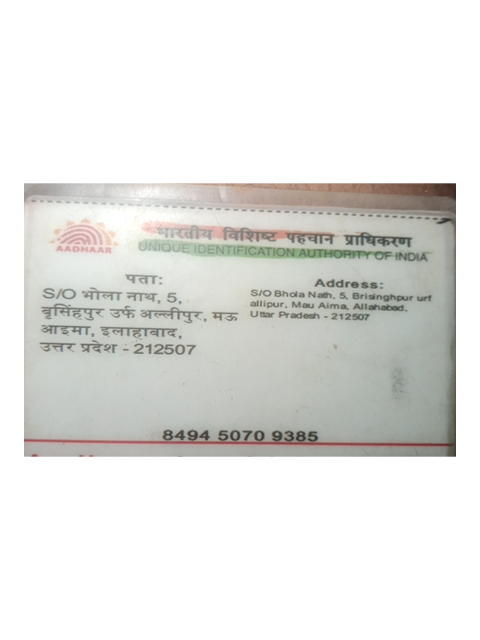 भारतीय विशिष्ट पहचान प्राधिकरण
AADHAAR
UNIQUE IDENTIFICATION AUTHORITY OF INDIA
पता:
S/O भोला नाथ, 5,
बृसिंहपुर उर्फ अल्लीपुर, मऊ
आइमा, इलाहाबाद,
उत्तर प्रदेश - 212507
Address:
S/O Bhola Nath, 5, Brisinghpur urf
allipur, Mau Aima, Allahabad,
Uttar Pradesh - 212507
8494 5070 9385